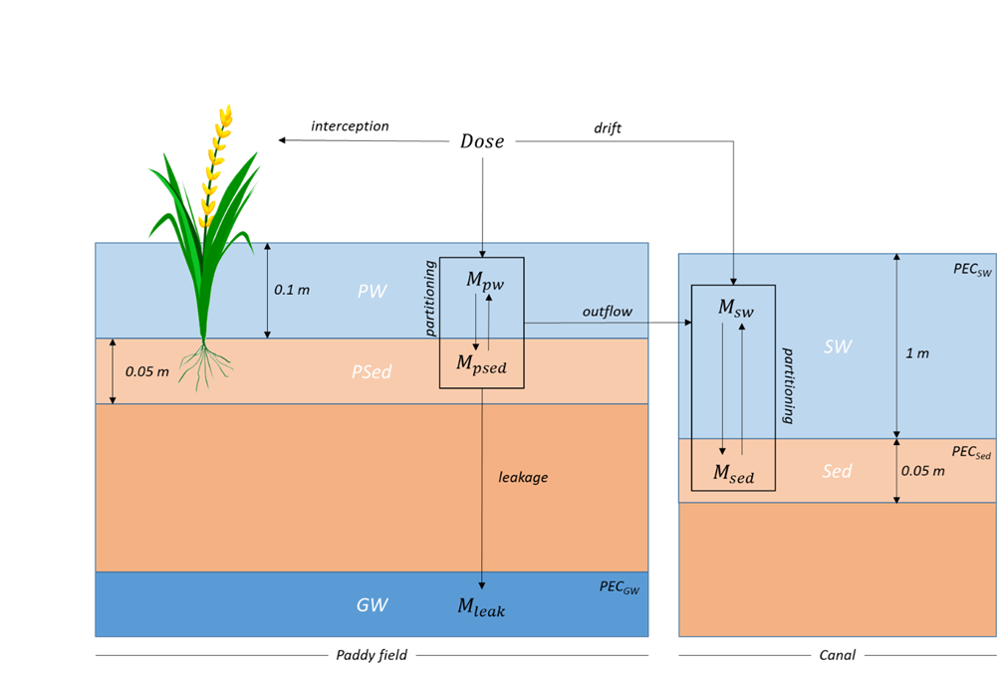 interception
Dose
drift
0.1 m
PW
partitioning
M_pw
M_psed
outflow
PEC_SW
M_sw
SW
1 m
partitioning
0.05 m
PSed
PEC_Sed
M_sed
Sed
0.05 m
leakage
PEC_GW
GW
M_leak
Paddy field
Canal